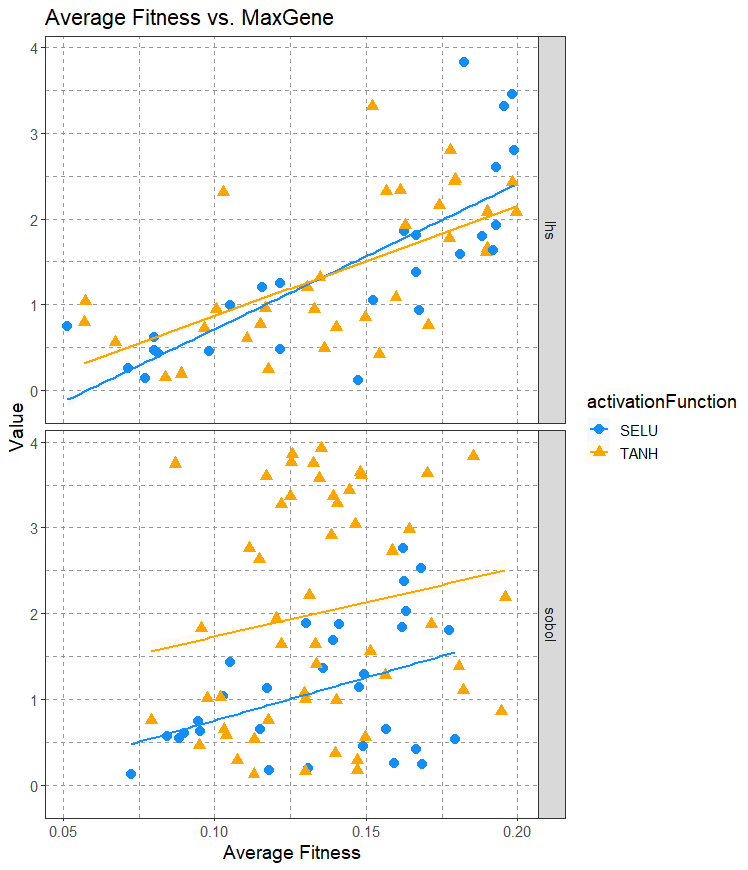 Average Fitness vs. MaxGene
4
3
2
1
0
lhs
4
3
2
1
0
sobol
Value
0.05 0.10 0.15 0.20
Average Fitness
activationFunction
SELU
TANH